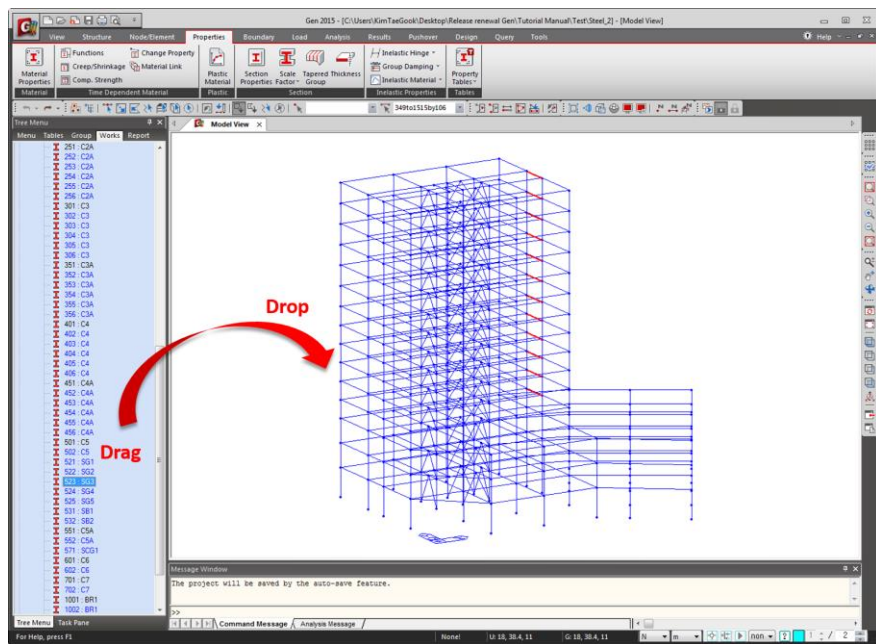 Gen 2015 - [C:\Users\KimTaeGook\Desktop\Release renewal Gen\Tutorial Manual\Test\Steel_2] - [Model View]
View Structure Node/Element Properties Boundary Load Analysis Results Pushover Design Query Tools Help
Material Properties
Functions
Creep/Shrinkage
Comp. Strength
Change Property
Material Link
Plastic Material
Section Properties
Scale Factor
Tapered Group
Thickness
Inelastic Hinge
Group Damping
Inelastic Material
Property Tables
Material Time Dependent Material Plastic Section Inelastic Properties Tables
349to1515by106
Tree Menu
Model View
Menu Tables Group Works Report
251 : C2A
252 : C2A
253 : C2A
254 : C2A
255 : C2A
256 : C2A
301 : C3
302 : C3
303 : C3
304 : C3
305 : C3
306 : C3
351 : C3A
352 : C3A
353 : C3A
354 : C3A
355 : C3A
356 : C3A
401 : C4
402 : C4
403 : C4
404 : C4
405 : C4
406 : C4
451 : C4A
452 : C4A
453 : C4A
454 : C4A
455 : C4A
456 : C4A
501 : C5
502 : C5
521 : SG1
522 : SG2
523 : SG3
524 : SG4
525 : SG5
531 : SB1
532 : SB2
551 : C5A
552 : C5A
571 : SCG1
601 : C6
602 : C6
701 : C7
702 : C7
1001 : BR1
1002 : BR2
Drop
Drag
Message Window
The project will be saved by the auto-save feature.
>>
Tree Menu Task Pane
Command Message Analysis Message
For Help, press F1
None! U: 18, 38.4, 11 G: 18, 38.4, 11 N m non ? 1 / 2